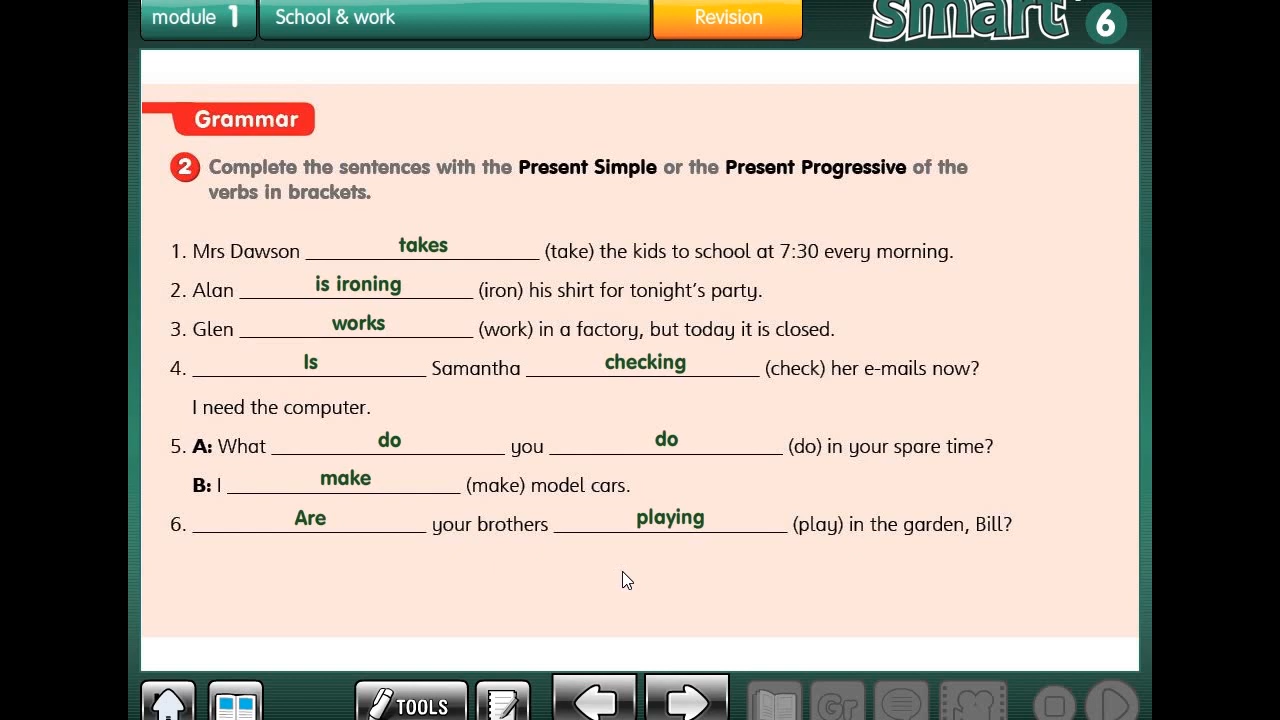 module 1 School & work Revision smart 6
Grammar
2 Complete the sentences with the Present Simple or the Present Progressive of the
verbs in brackets.
1. Mrs Dawson takes (take) the kids to school at 7:30 every morning.
2. Alan is ironing (iron) his shirt for tonight's party.
3. Glen works (work) in a factory, but today it is closed.
4. Is Samantha checking (check) her e-mails now?
I need the computer.
5. A: What do you do (do) in your spare time?
B: I make (make) model cars.
6. Are your brothers playing (play) in the garden, Bill?
TOOLS Gr